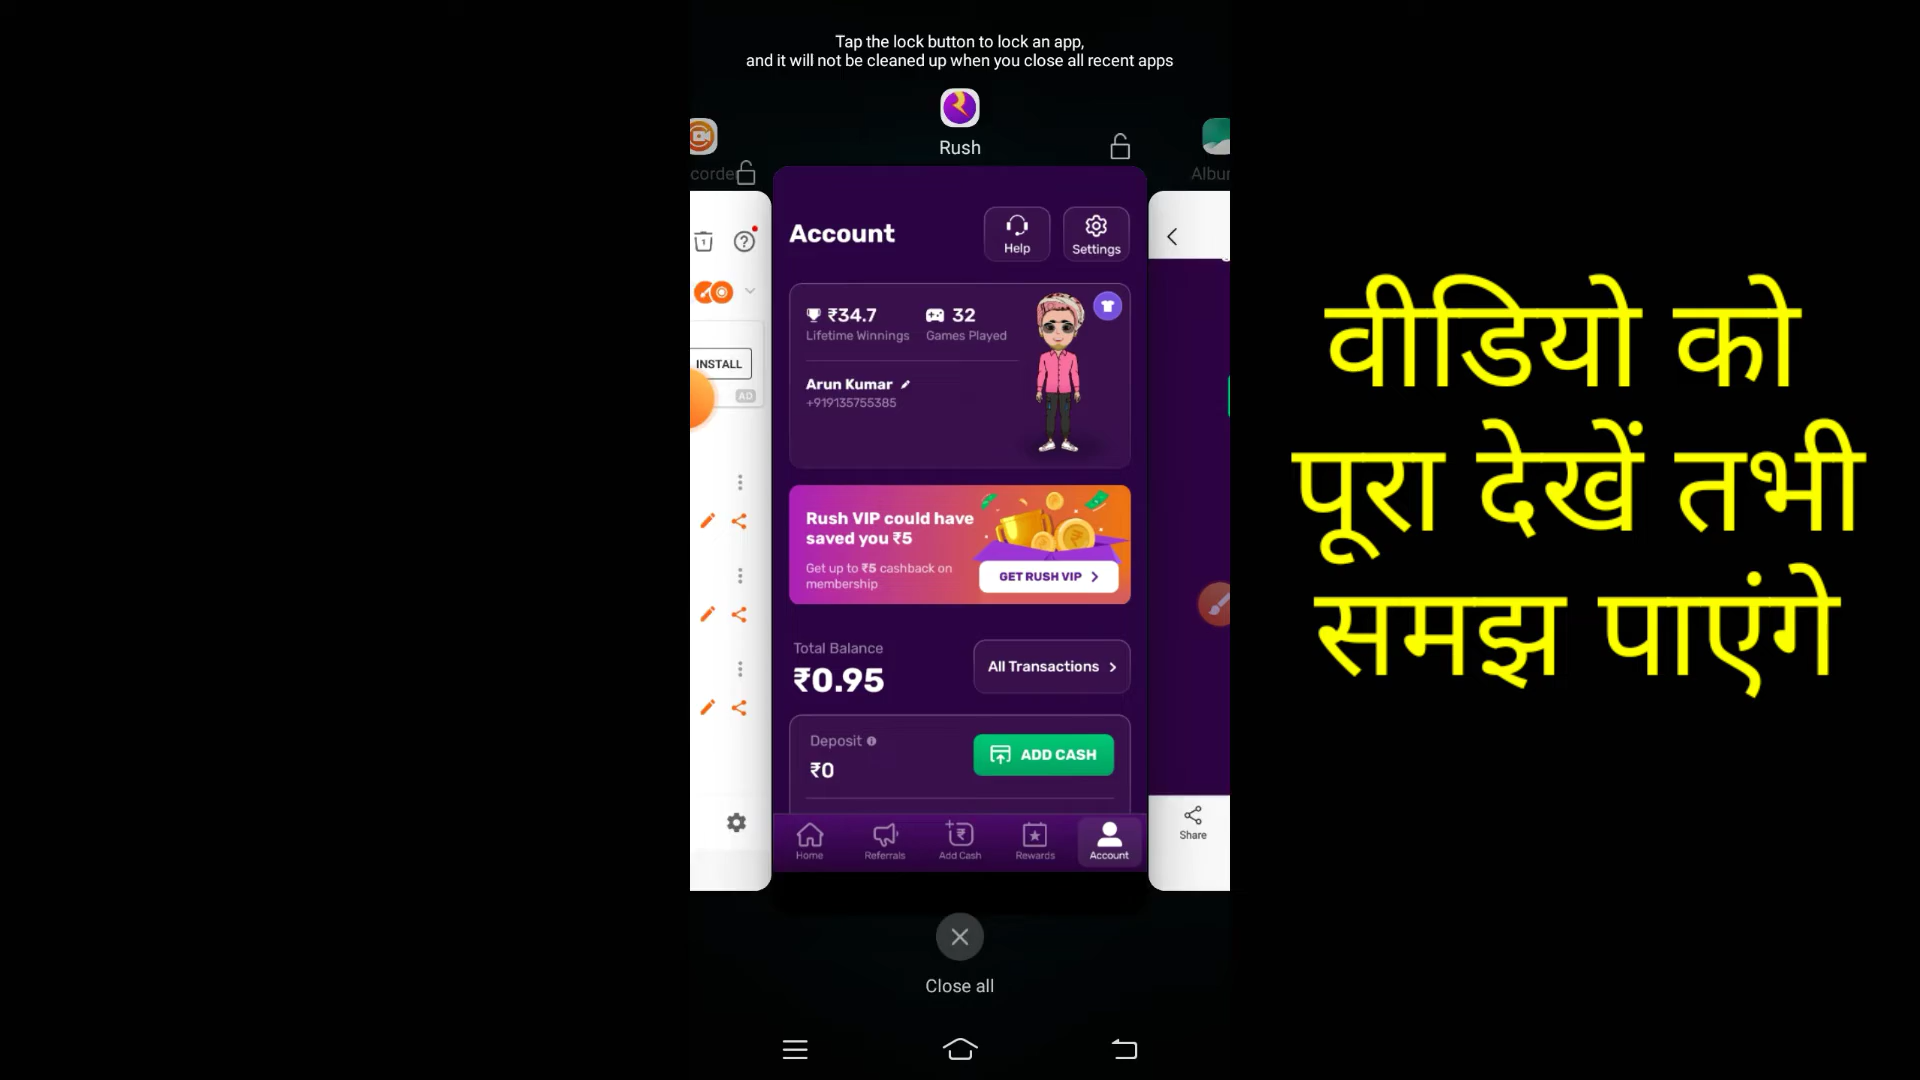 Tap the lock button to lock an app,
and it will not be cleaned up when you close all recent apps
Rush
corder
Albu
Account
Help
Settings
₹34.7
Lifetime Winnings
32
Games Played
Arun Kumar
+919135755385
INSTALL
AD
Rush VIP could have
saved you ₹5
Get up to ₹5 cashback on
membership
GET RUSH VIP
Total Balance
₹0.95
All Transactions
Deposit
₹0
ADD CASH
Home
Referrals
Add Cash
Rewards
Account
Share
Close all
वीडियो को
पूरा देखें तभी
समझ पाएंगे